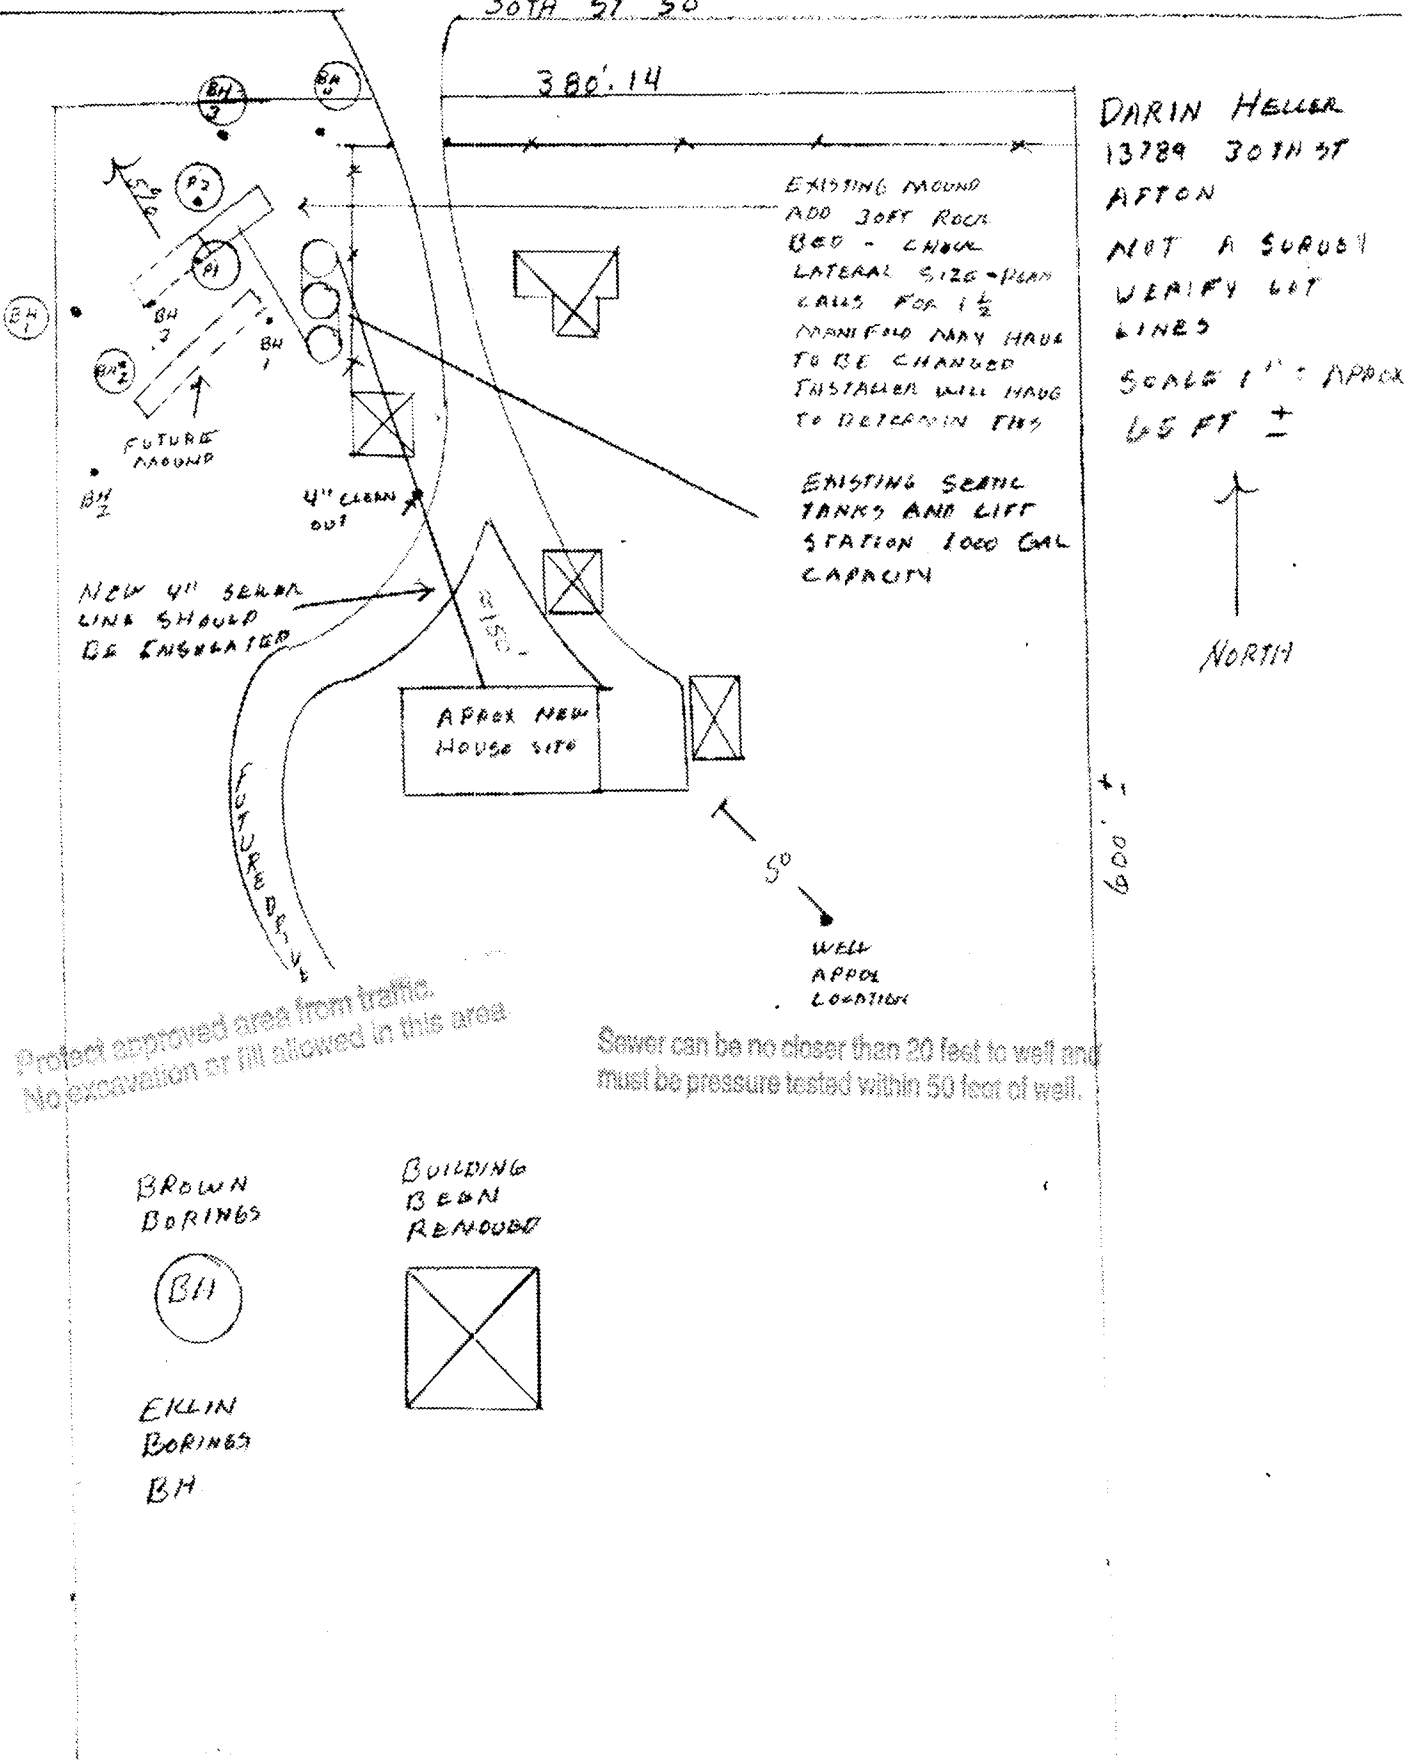 30TH ST SO
380'.14
DARIN HELLER
13789 30TH ST
AFTON
NOT A SURVEY
VERIFY LOT
LINES
SCALE 1" = APPOX
65 FT ±
NORTH
BH
3
BH
4
P2
P1
BH
1
BH
2
BH
3
BH
1
BH
2
EXISTING MOUND
ADD 30FT ROCK
BED - CHECK
LATERAL SIZE - PLAN
CALLS FOR 1 1/2
MANIFOLD MAY HAVE
TO BE CHANGED
INSTALLER WILL HAVE
TO DETERMIN THIS
FUTURE
MOUND
4" CLEAN
OUT
EXISTING SEPTIC
TANKS AND LIFT
STATION 1000 GAL
CAPACITY
NEW 4" SEWER
LINE SHOULD
BE INSULATED
≈150'
APPOX NEW
HOUSE SITE
FUTURE DRIVE
600' ±
50
WELL
APPOX
LOCATION
Protect approved area from traffic.
No excavation or fill allowed in this area.
Sewer can be no closer than 20 feet to well and
must be pressure tested within 50 feet of well.
BROWN
BORINGS
BH
BUILDING
BEEN
REMOVED
EKLIN
BORINGS
BH